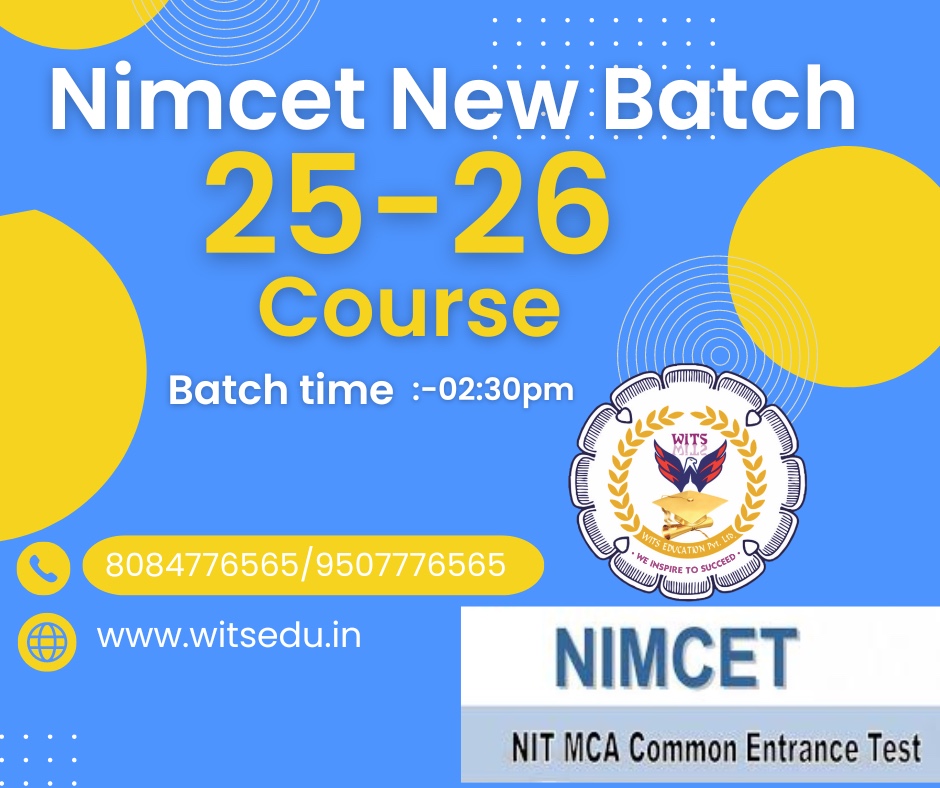 Nimcet New Batch
25-26
Course
Batch time :-02:30pm
WITS
WITS EDUCATION Pvt. Ltd.
• WE INSPIRE TO SUCCEED •
8084776565/9507776565
www.witsedu.in
NIMCET
NIT MCA Common Entrance Test